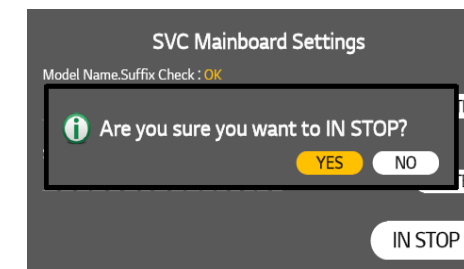 SVC Mainboard Settings
Model Name.Suffix Check : OK
Are you sure you want to IN STOP?
YES NO
IN STOP